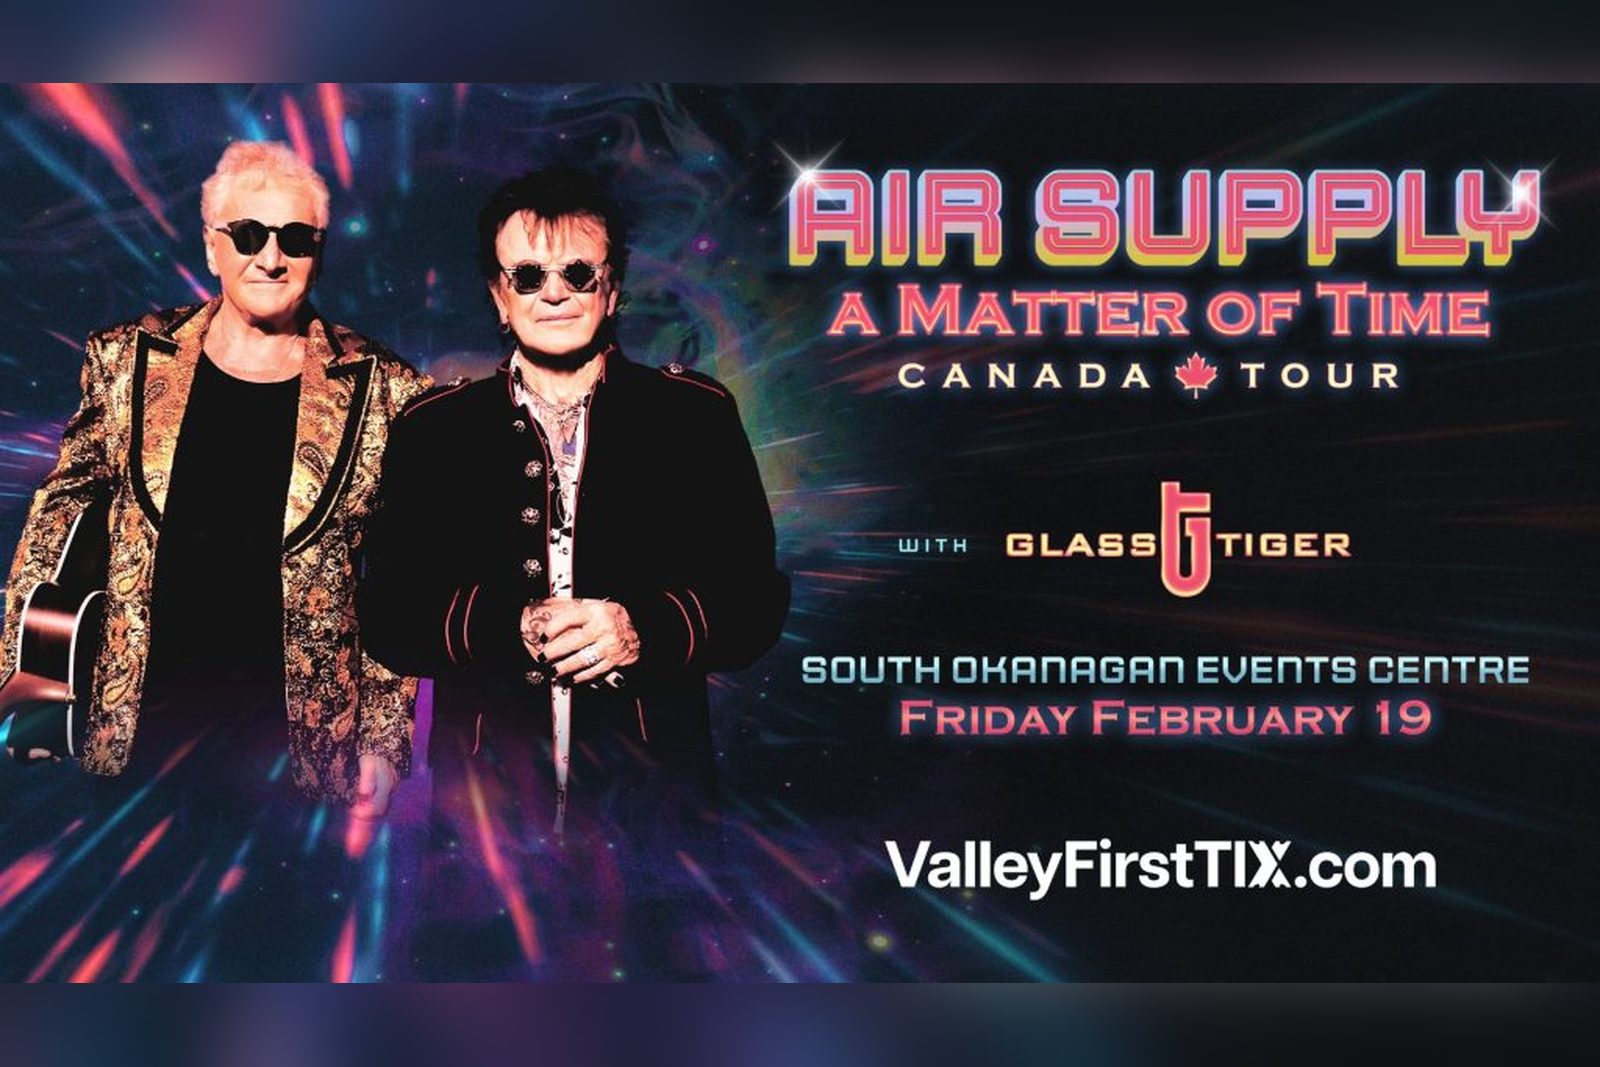 AIR SUPPLY
A MATTER OF TIME
CANADA TOUR
WITH GLASS TIGER
SOUTH OKANAGAN EVENTS CENTRE
FRIDAY FEBRUARY 19
ValleyFirstTIX.com